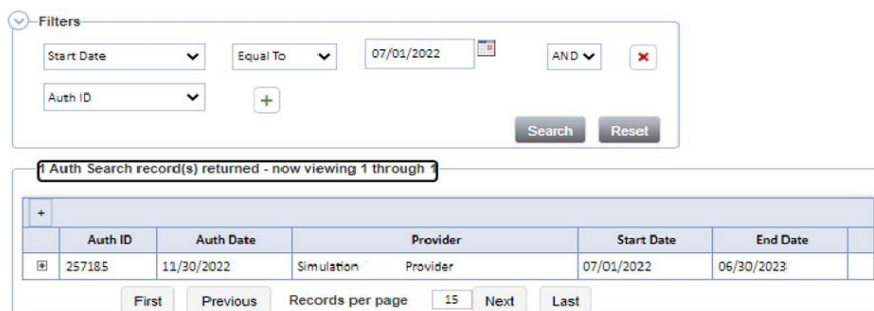 Filters
Start Date Equal To 07/01/2022 AND
Auth ID
Search Reset
1 Auth Search record(s) returned - now viewing 1 through 1
Auth ID Auth Date Provider Start Date End Date
257185 11/30/2022 Simulation Provider 07/01/2022 06/30/2023
First Previous Records per page 15 Next Last